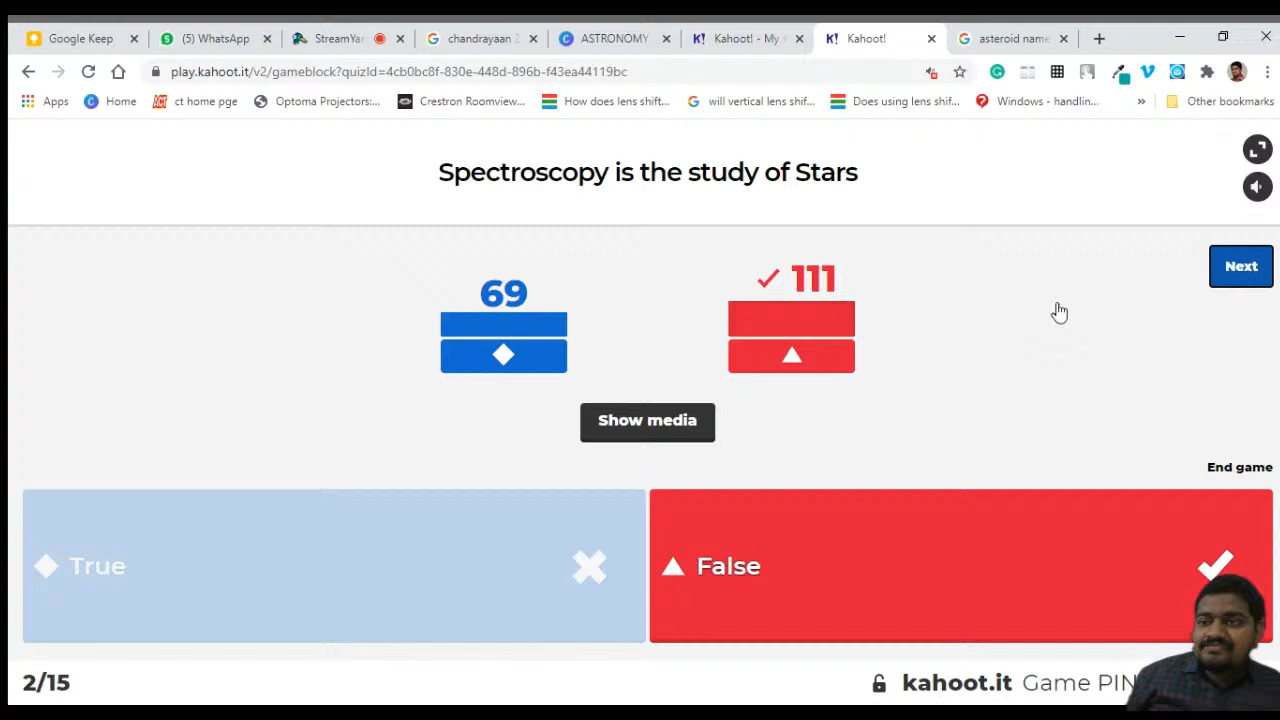 Google Keep
(5) WhatsApp
StreamYar
chandrayaan 2
ASTRONOMY
K! Kahoot! - My K
K! Kahoot!
asteroid name
play.kahoot.it/v2/gameblock?quizId=4cb0bc8f-830e-448d-896b-f43ea44119bc
Apps
Home
ct home pge
Optoma Projectors:...
Crestron Roomview...
How does lens shift...
will vertical lens shif...
Does using lens shif...
Windows - handlin...
»
Other bookmarks
Spectroscopy is the study of Stars
Next
69
111
Show media
End game
True
False
2/15
kahoot.it Game PIN